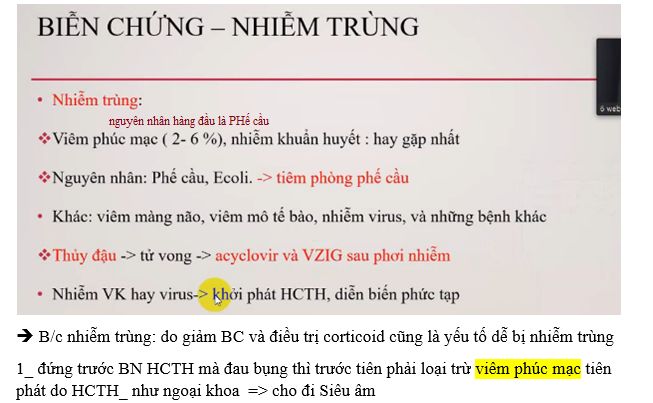 BIẾN CHỨNG – NHIỄM TRÙNG
• Nhiễm trùng:
nguyên nhân hàng đầu là PHế cầu
❖Viêm phúc mạc ( 2- 6 %), nhiễm khuẩn huyết : hay gặp nhất
❖Nguyên nhân: Phế cầu, Ecoli. -> tiêm phòng phế cầu
• Khác: viêm màng não, viêm mô tế bào, nhiễm virus, và những bệnh khác
❖Thủy đậu -> tử vong -> acyclovir và VZIG sau phơi nhiễm
• Nhiễm VK hay virus-> khởi phát HCTH, diễn biến phức tạp
➔ B/c nhiễm trùng: do giảm BC và điều trị corticoid cũng là yếu tố dễ bị nhiễm trùng
1_ đứng trước BN HCTH mà đau bụng thì trước tiên phải loại trừ viêm phúc mạc tiên
phát do HCTH_ như ngoại khoa => cho đi Siêu âm